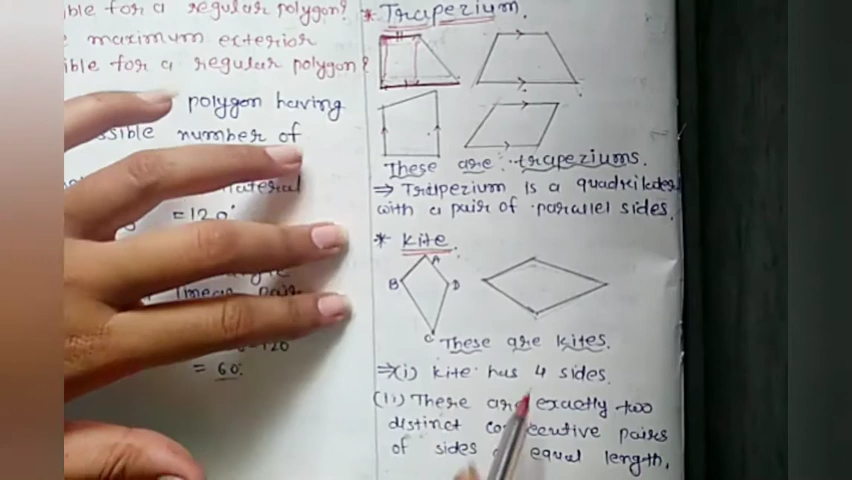 ible for a regular polygon?
maximum exterior
ible for a regular polygon?
polygon having
ssible number of
lateral
= 120°
= 60°
* Trapezium.
These are trapeziums.
⇒ Trapezium is a quadrilateral
with a pair of parallel sides.
* Kite.
A
B
D
C
These are kites.
⇒(i) Kite has 4 sides.
(ii) There are exactly two
distinct consecutive pairs
of sides equal length.